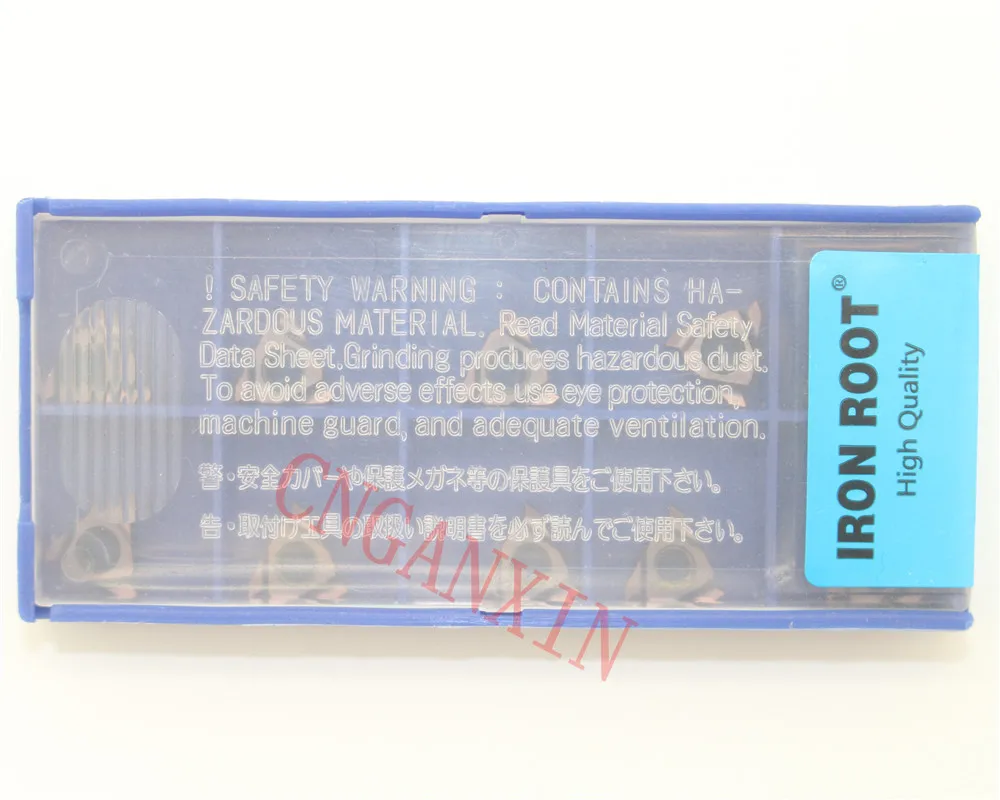 ! SAFETY WARNING : CONTAINS HA-
ZARDOUS MATERIAL. Read Material Safety
Data Sheet.Grinding produces hazardous dust.
To avoid adverse effects use eye protection,
machine guard, and adequate ventilation.
警・安全カバーや保護メガネ等の保護具をご使用下さい。
告・取付け工具の取扱い説明書を必ず読んでご使用下さい。
IRON ROOT®
High Quality
CNGANXIN